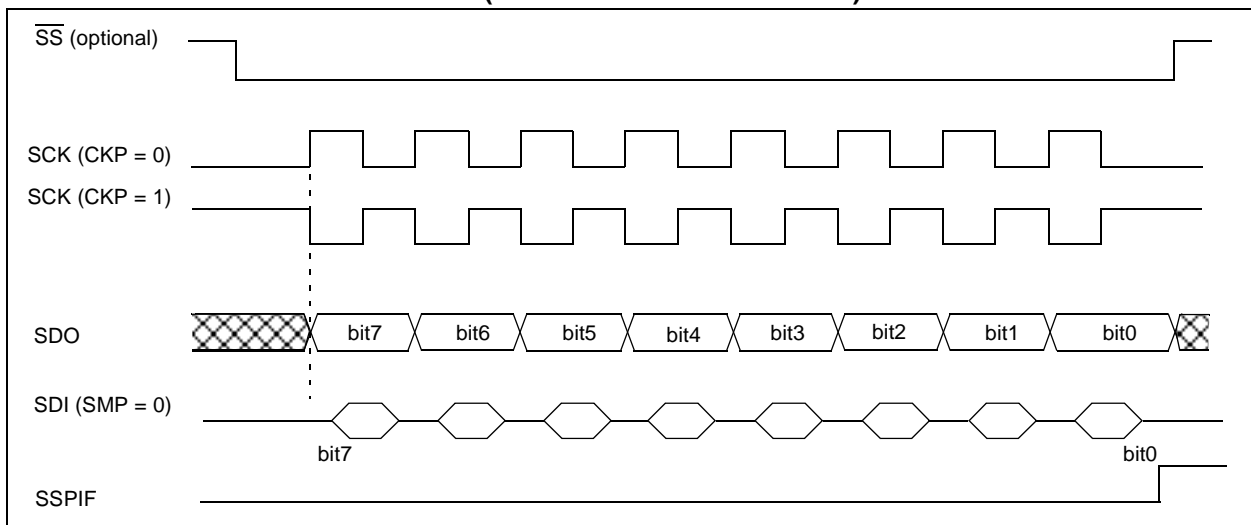 SS (optional)
SCK (CKP = 0)
SCK (CKP = 1)
SDO
bit7 bit6 bit5 bit4 bit3 bit2 bit1 bit0
SDI (SMP = 0)
bit7 bit0
SSPIF